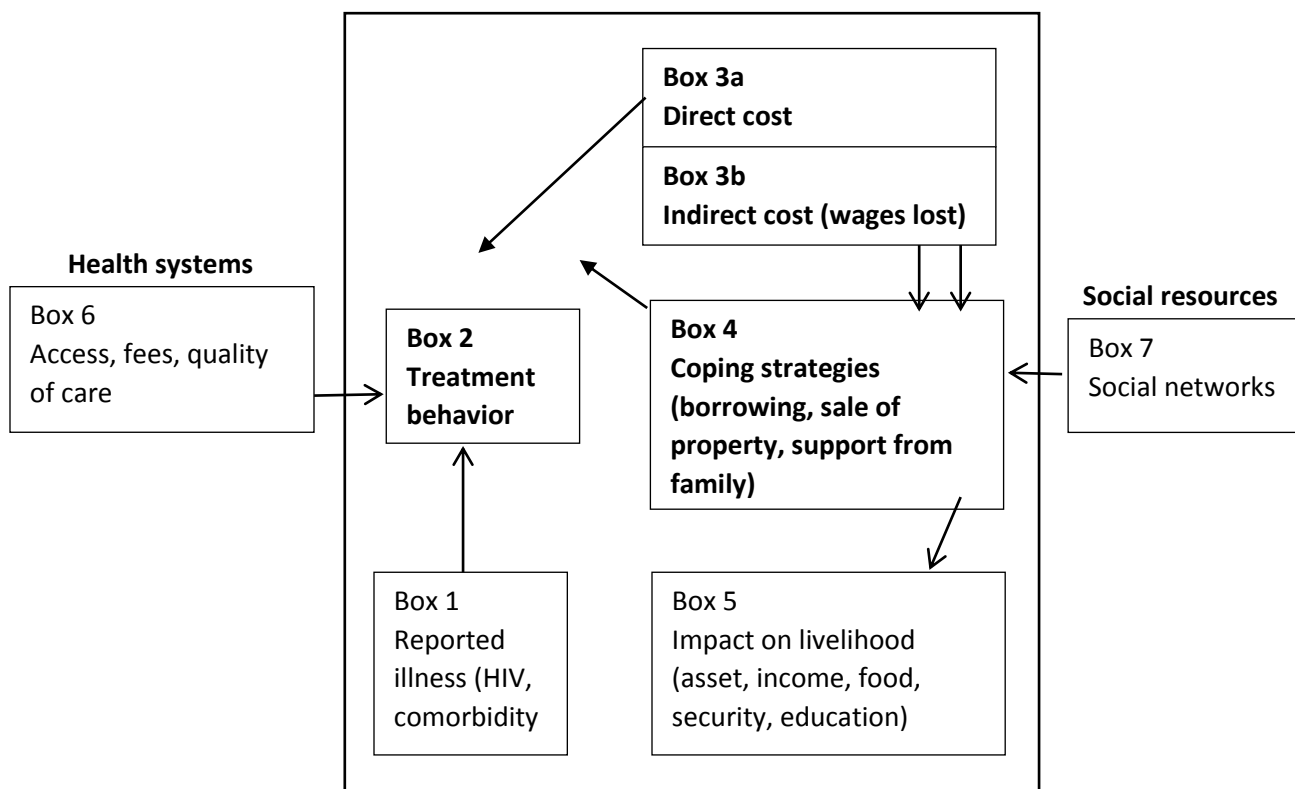 Box 3a
Direct cost
Box 3b
Indirect cost (wages lost)
Health systems
Box 6
Access, fees, quality
of care
Box 2
Treatment
behavior
Box 4
Coping strategies
(borrowing, sale of
property, support from
family)
Social resources
Box 7
Social networks
Box 1
Reported
illness (HIV,
comorbidity
Box 5
Impact on livelihood
(asset, income, food,
security, education)